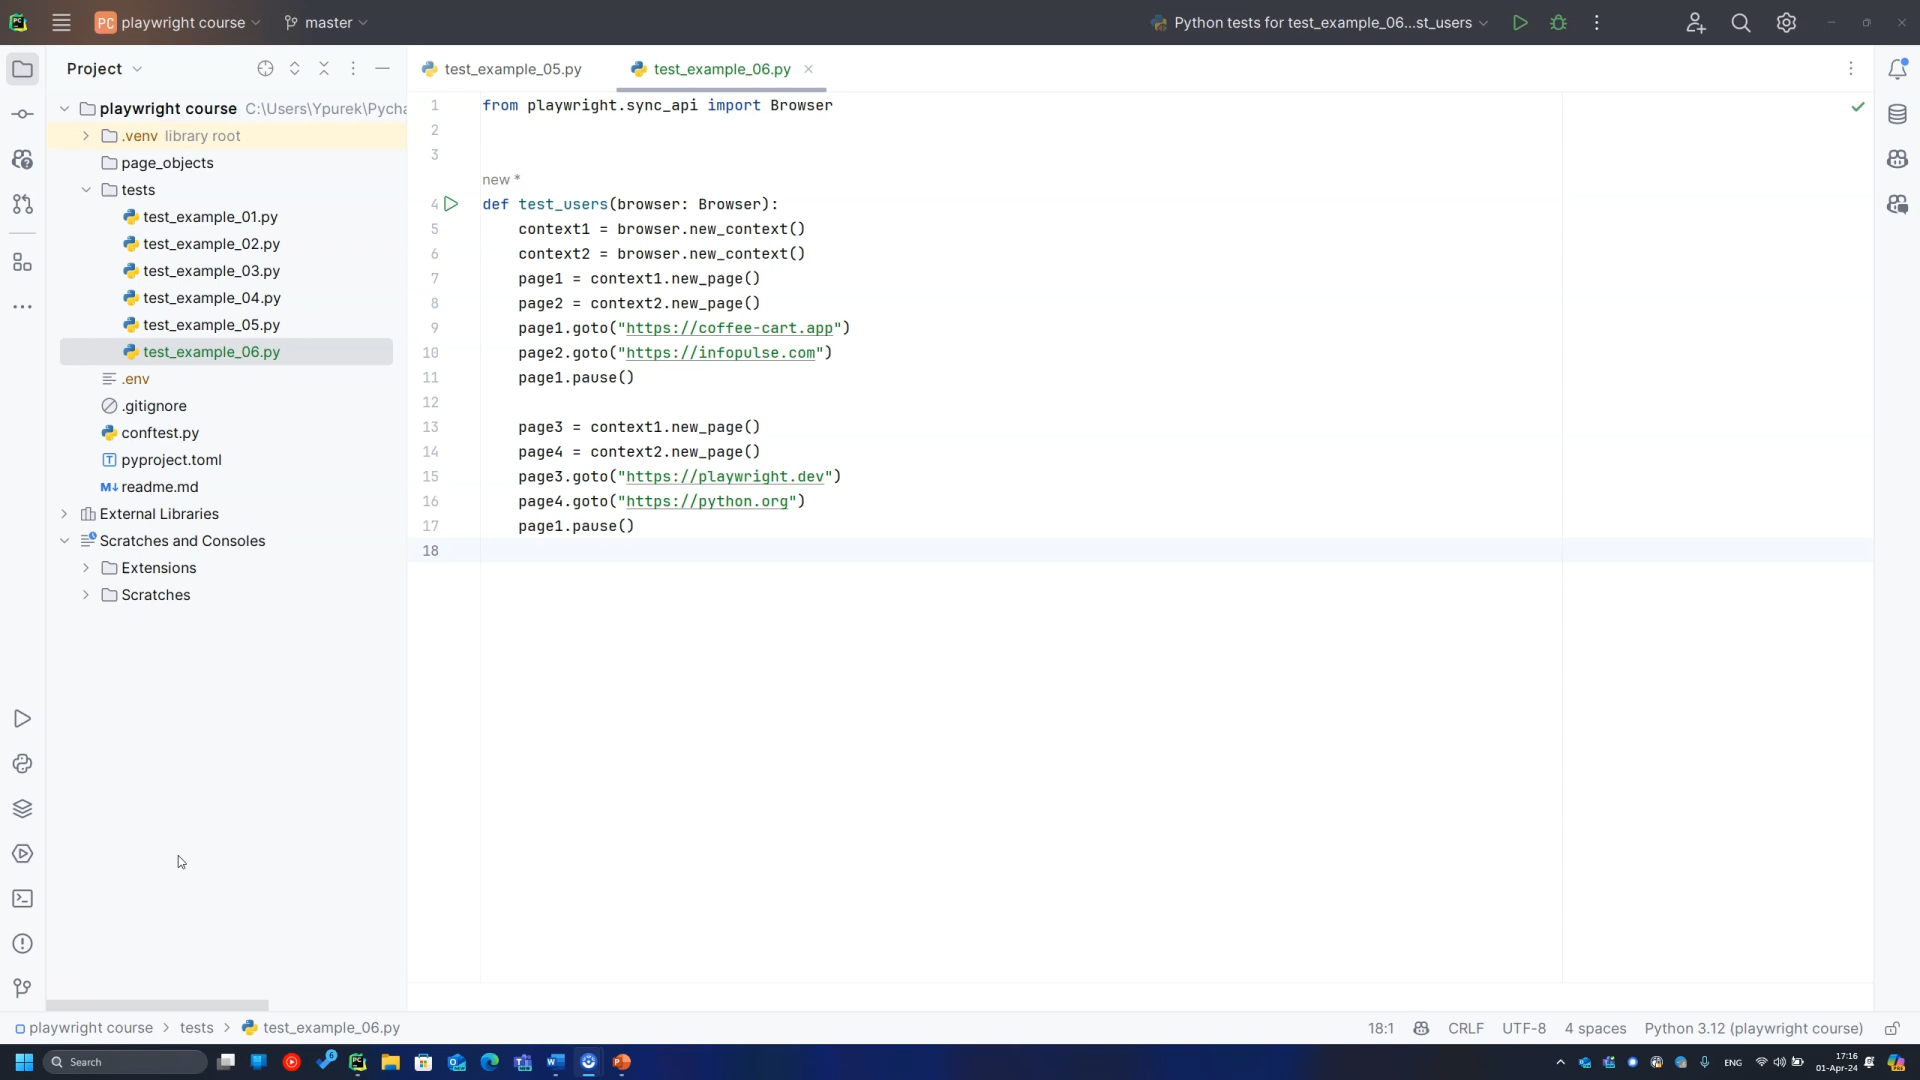 PC playwright course master Python tests for test_example_06...st_users
Project
playwright course C:\Users\Ypurek\Pycha
.venv library root
page_objects
tests
test_example_01.py
test_example_02.py
test_example_03.py
test_example_04.py
test_example_05.py
test_example_06.py
.env
.gitignore
conftest.py
pyproject.toml
readme.md
External Libraries
Scratches and Consoles
Extensions
Scratches
test_example_05.py test_example_06.py
1 from playwright.sync_api import Browser
2
3
new *
4 def test_users(browser: Browser):
5 context1 = browser.new_context()
6 context2 = browser.new_context()
7 page1 = context1.new_page()
8 page2 = context2.new_page()
9 page1.goto("https://coffee-cart.app")
10 page2.goto("https://infopulse.com")
11 page1.pause()
12
13 page3 = context1.new_page()
14 page4 = context2.new_page()
15 page3.goto("https://playwright.dev")
16 page4.goto("https://python.org")
17 page1.pause()
18
playwright course > tests > test_example_06.py 18:1 CRLF UTF-8 4 spaces Python 3.12 (playwright course)
Search ENG 17:16
01-Apr-24